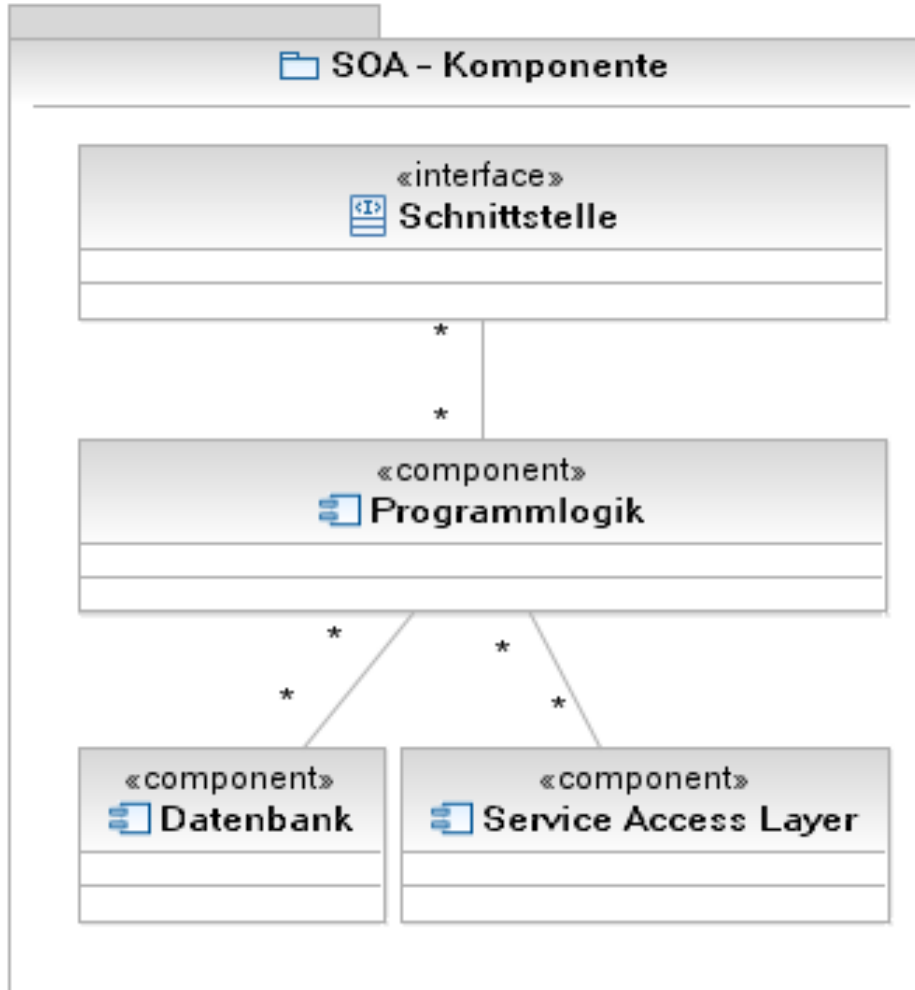 SOA – Komponente
«interface»
Schnittstelle
*
*
«component»
Programmlogik
*
*
*
*
«component»
Datenbank
«component»
Service Access Layer